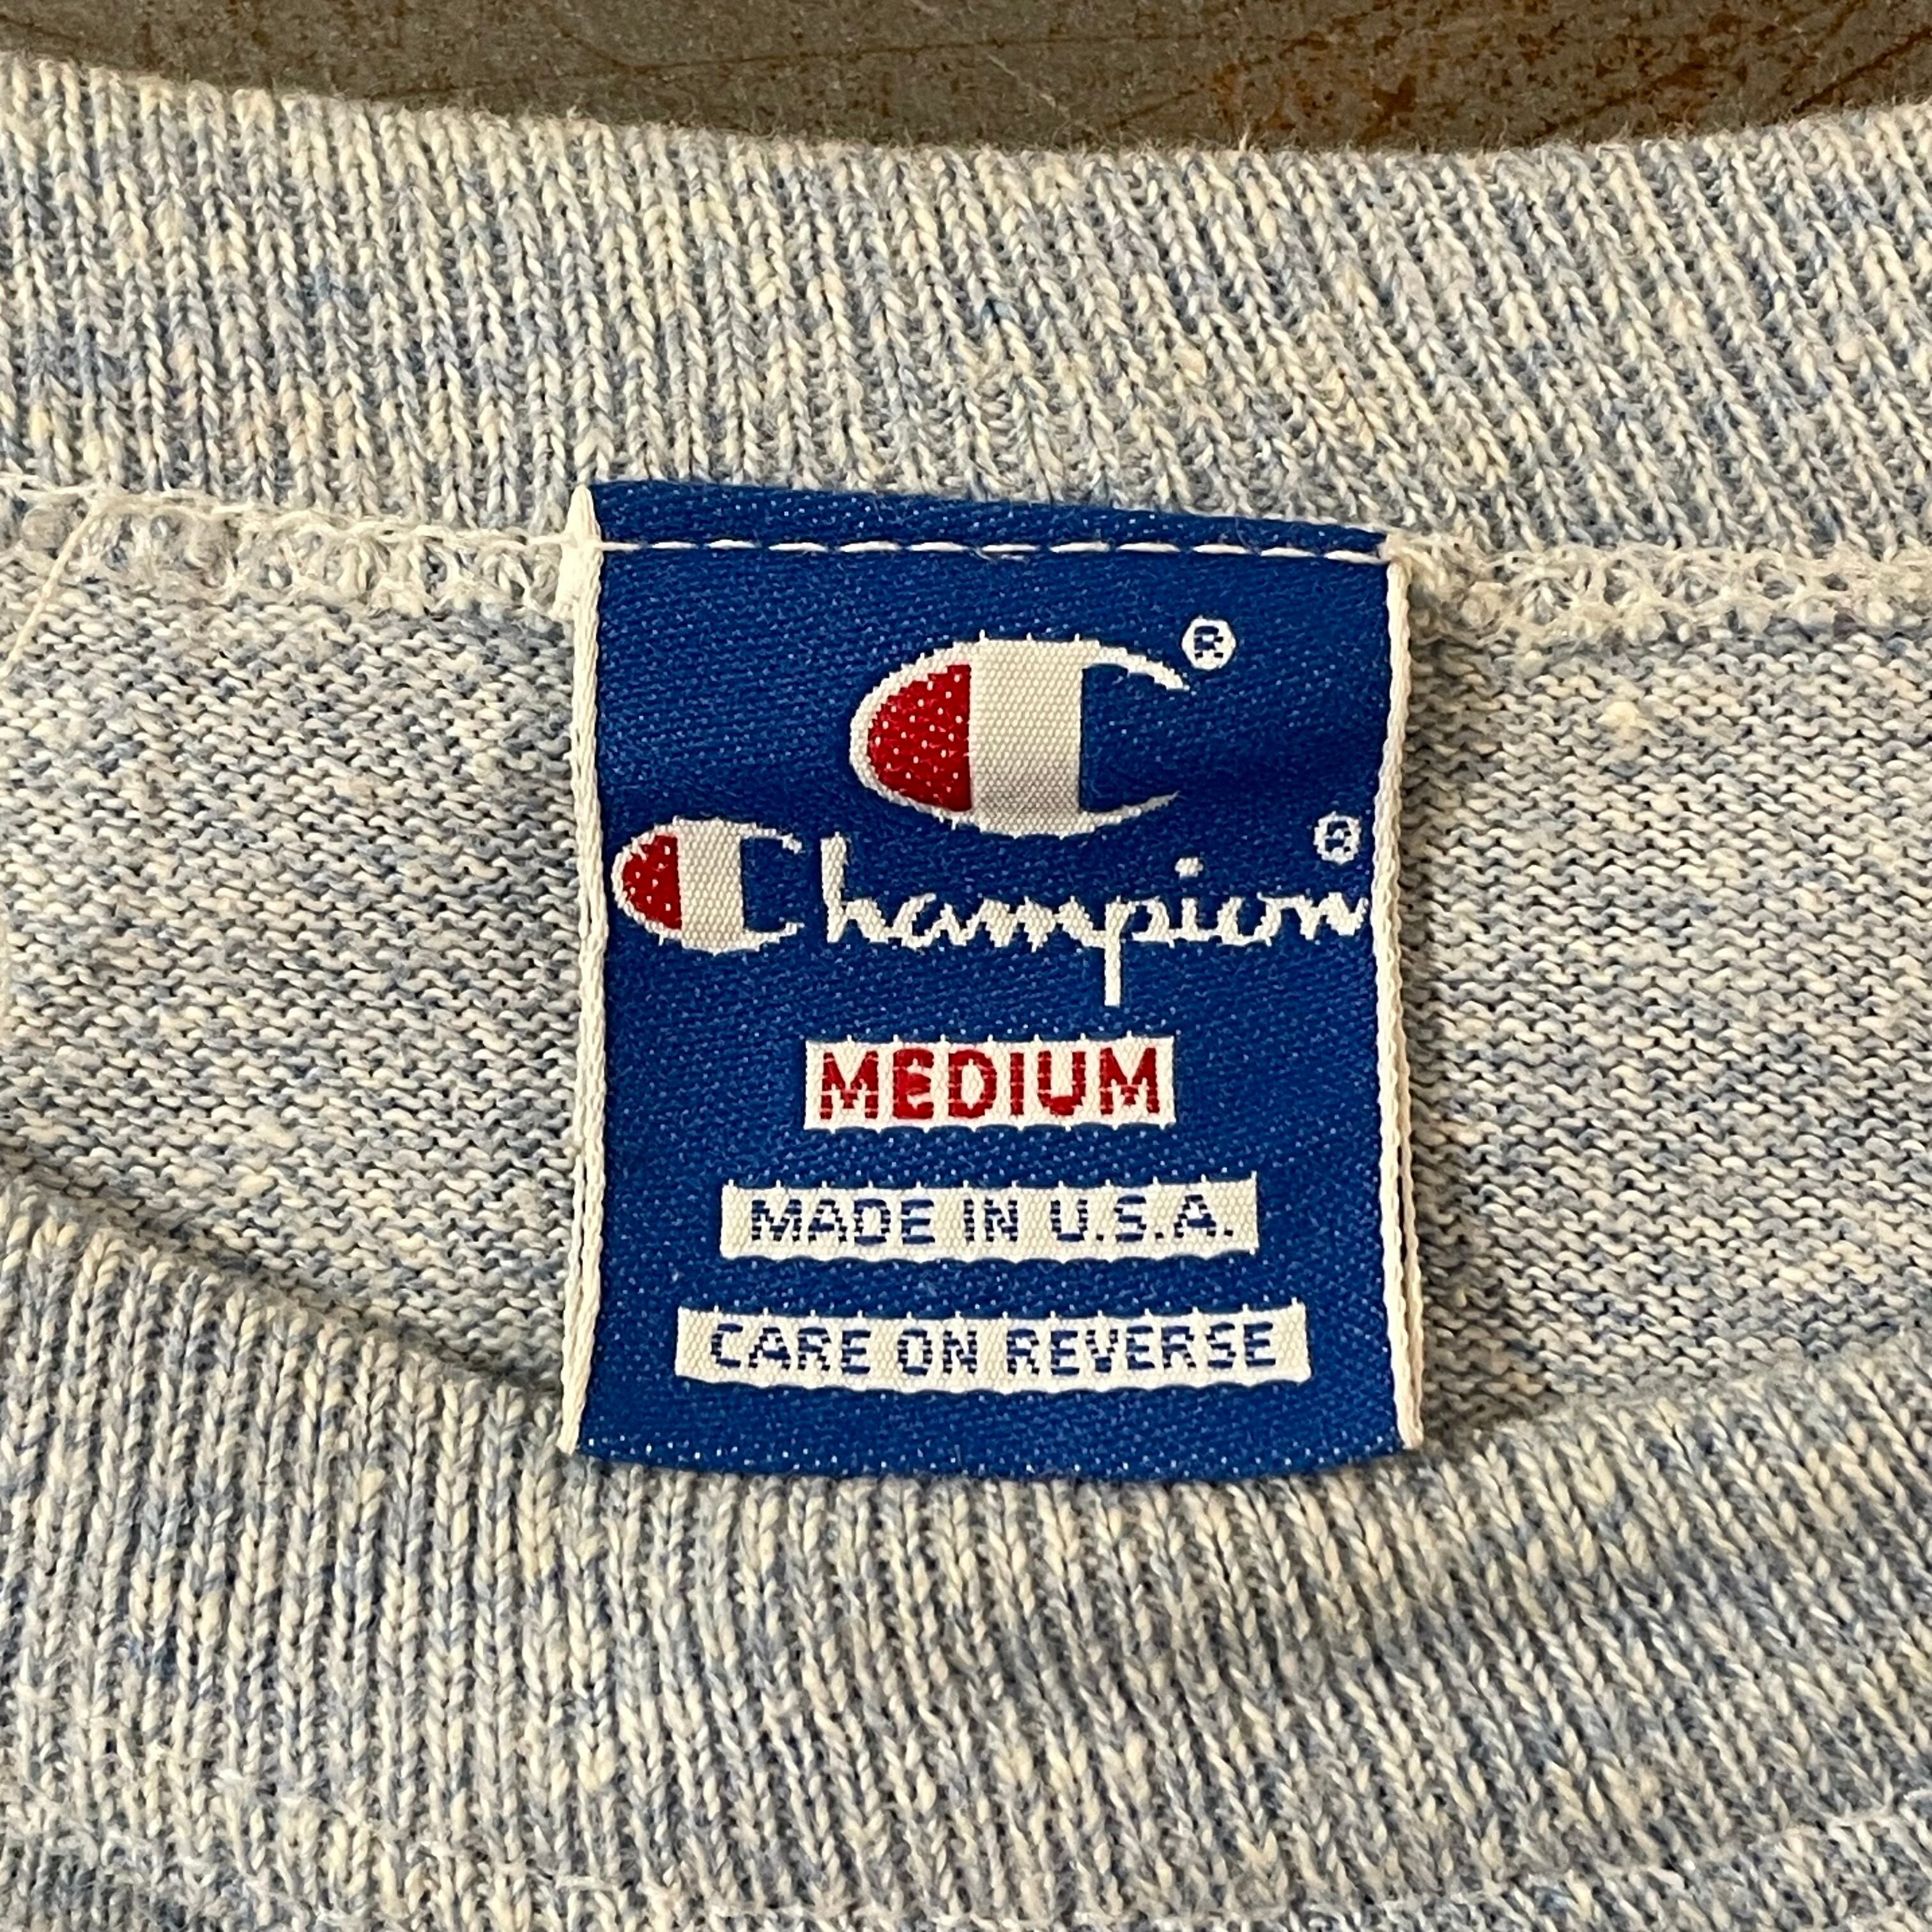 C®
Champion®
MEDIUM
MADE IN U.S.A.
CARE ON REVERSE